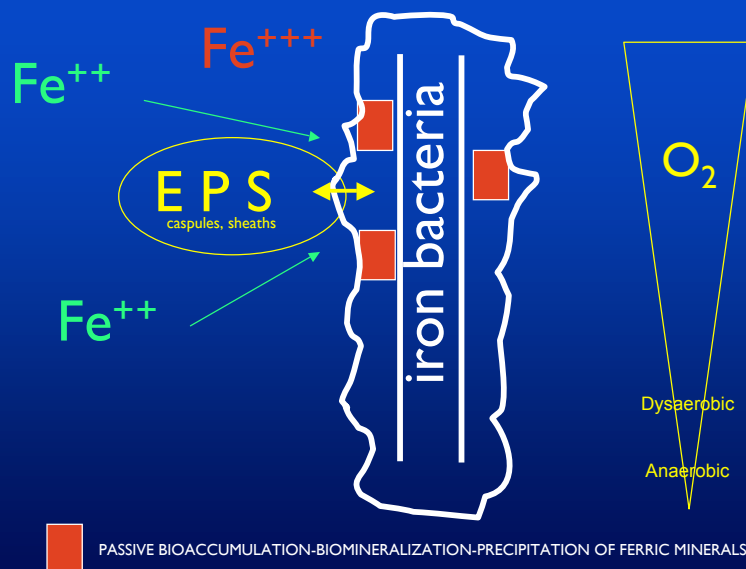 Fe+++
Fe++
E P S
caspules, sheaths
Fe++
iron bacteria
O2
Dysaerobic
Anaerobic
PASSIVE BIOACCUMULATION-BIOMINERALIZATION-PRECIPITATION OF FERRIC MINERALS